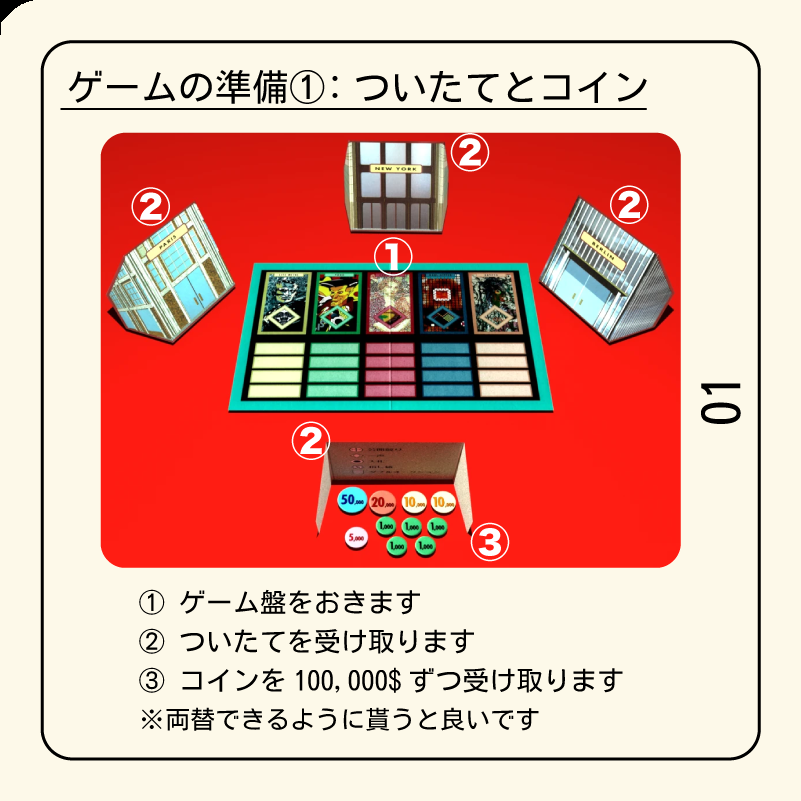 ゲームの準備①: ついたてとコイン
②
NEW YORK
②
PARIS
②
BERLIN
①
②
50,000
20,000
10,000
10,000
1,000
1,000
1,000
5,000
1,000
1,000
③
01
① ゲーム盤をおきます
② ついたてを受け取ります
③ コインを 100,000$ ずつ受け取ります
※両替できるように貰うと良いです